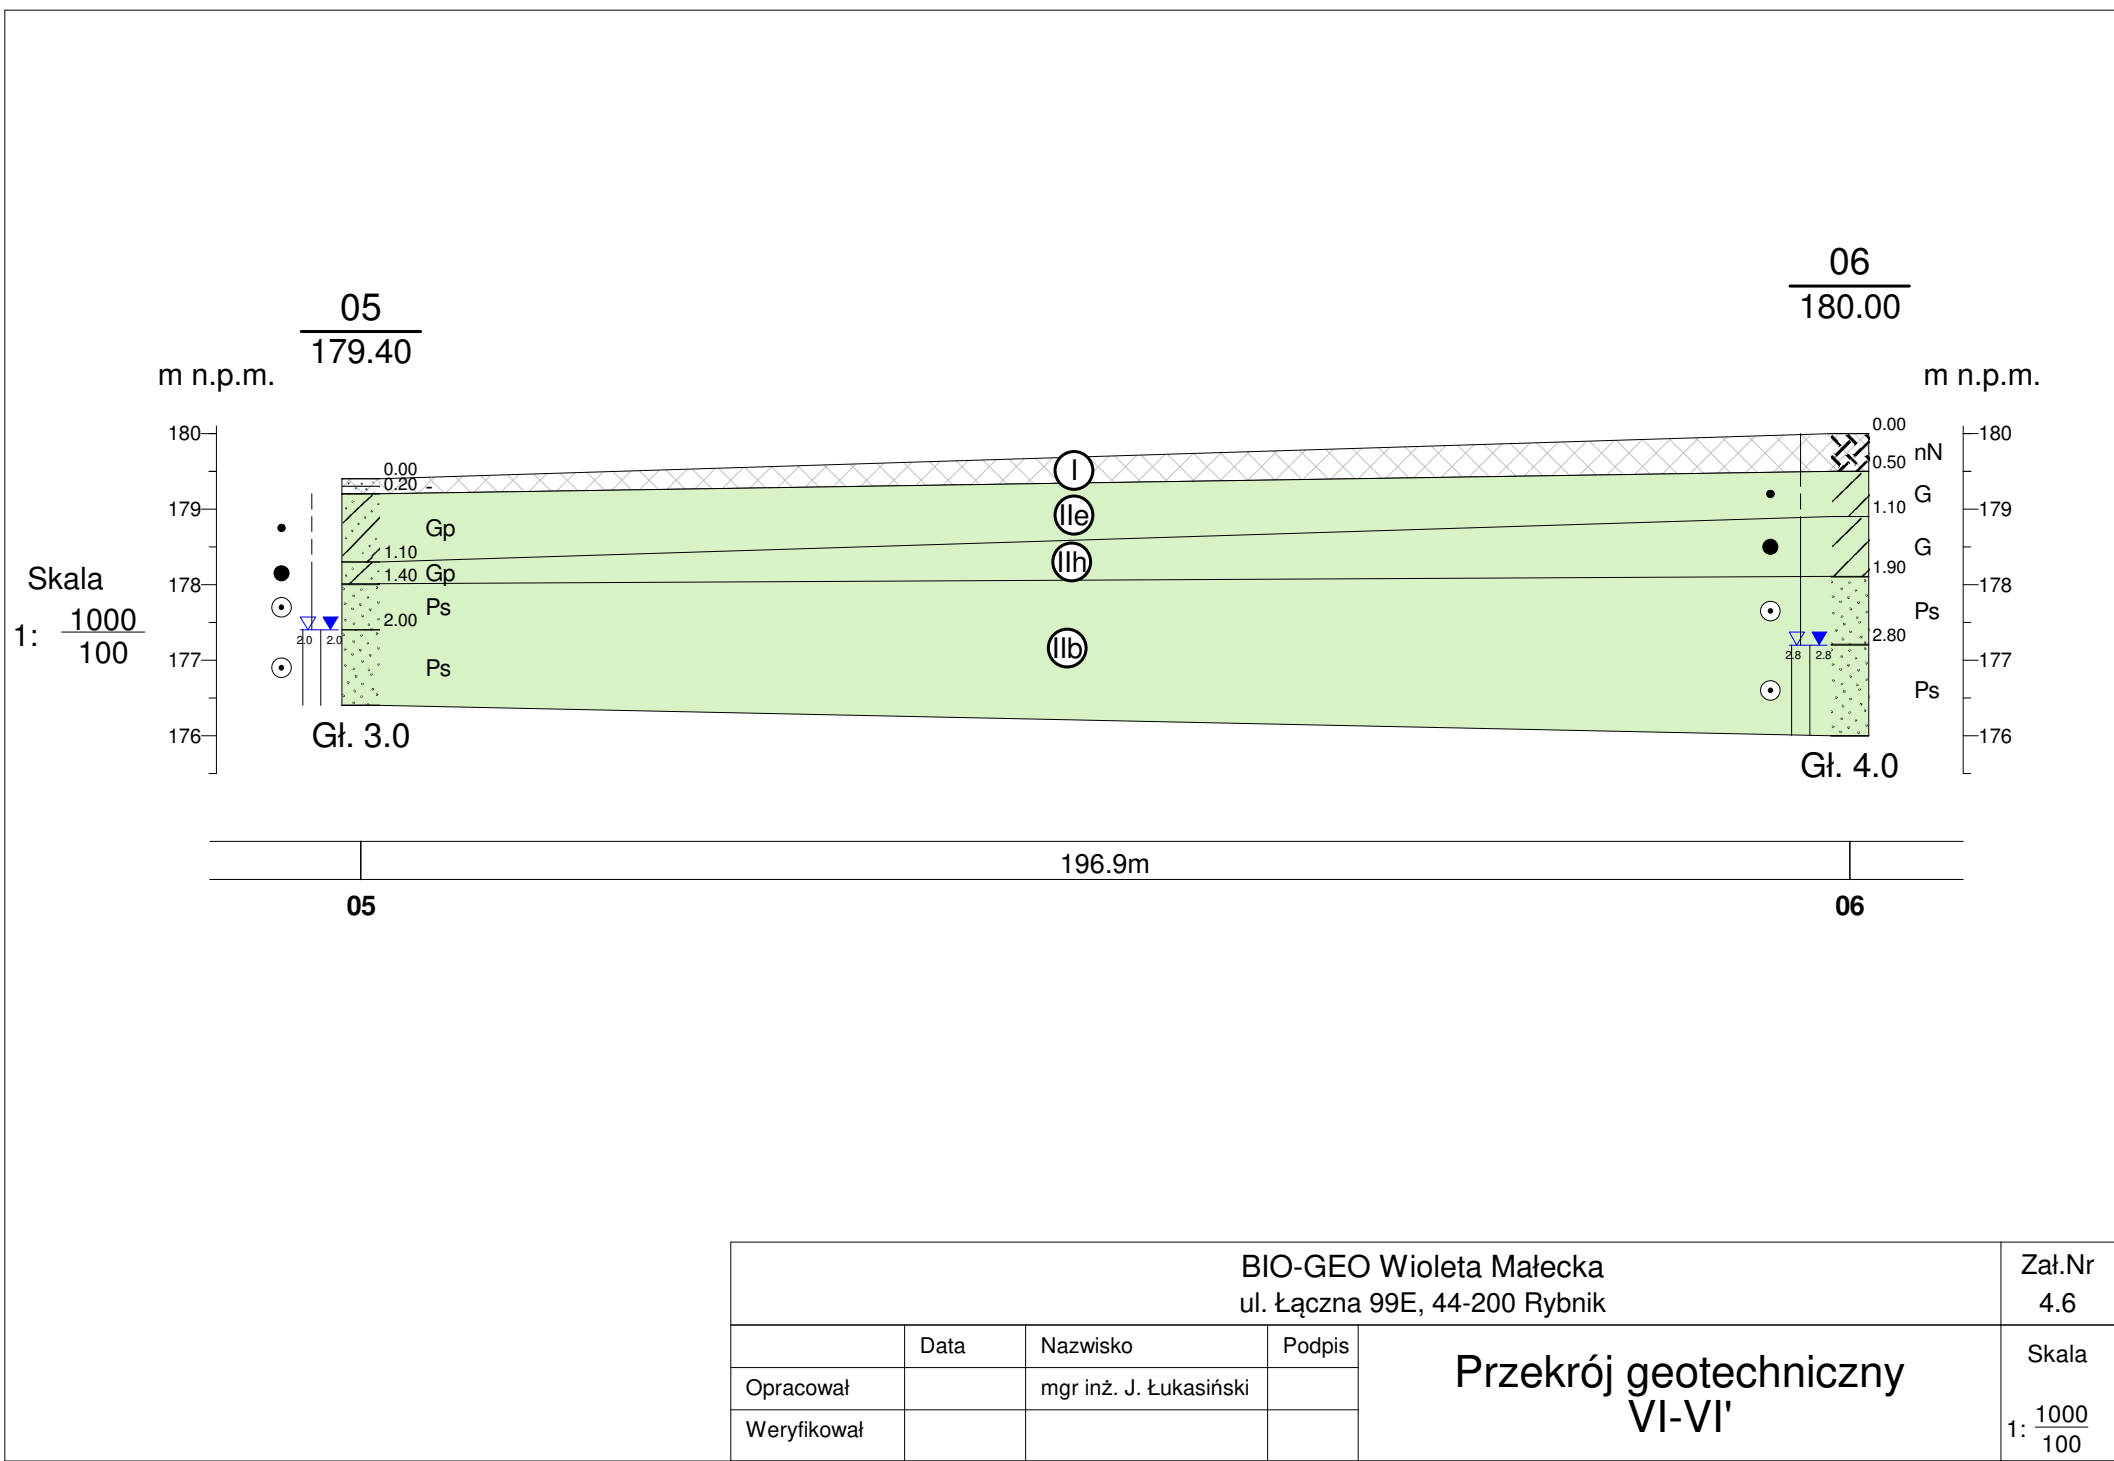 05
179.40
06
180.00
m n.p.m.
m n.p.m.
180
179
178
177
176
Skala
1: 1000
100
0.00
0.20 -
Gp
1.10
1.40 Gp
Ps
2.00
Ps
2.0 2.0
Gł. 3.0
I
IIe
IIh
IIb
0.00
nN
0.50
G
1.10
G
1.90
Ps
2.80
Ps
2.8 2.8
Gł. 4.0
180
179
178
177
176
196.9m
05
06
BIO-GEO Wioleta Małecka
ul. Łączna 99E, 44-200 Rybnik
Zał.Nr
4.6
Data Nazwisko Podpis
Opracował mgr inż. J. Łukasiński
Weryfikował
Przekrój geotechniczny
VI-VI'
Skala
1: 1000
100